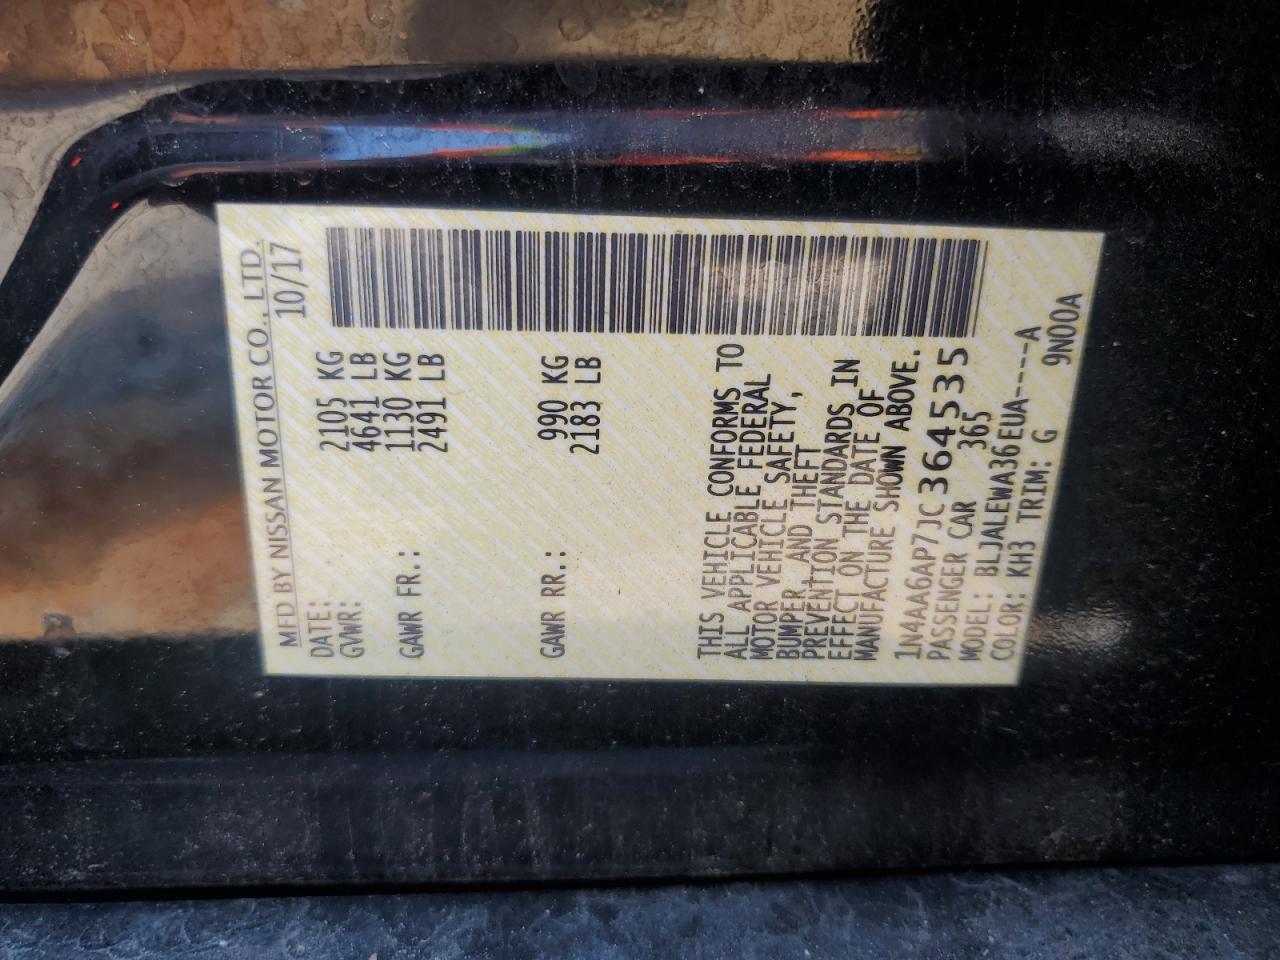 MFD BY NISSAN MOTOR CO., LTD.
DATE: 10/17
GVWR: 2105 KG
4641 LB
GAWR FR.: 1130 KG
2491 LB
GAWR RR.: 990 KG
2183 LB
THIS VEHICLE CONFORMS TO
ALL APPLICABLE FEDERAL
MOTOR VEHICLE SAFETY,
BUMPER, AND THEFT
PREVENTION STANDARDS IN
EFFECT ON THE DATE OF
MANUFACTURE SHOWN ABOVE.
1N4AA6AP7JC364535
PASSENGER CAR 365
MODEL: BLJALEWA36EUA----A
COLOR: KH3 TRIM: G 9N00A